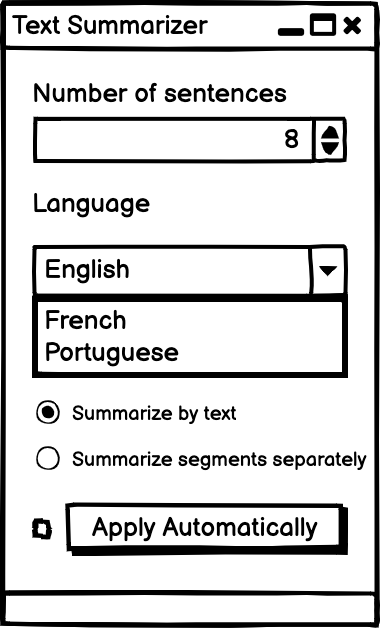 Text Summarizer
Number of sentences
8
Language
English
French
Portuguese
Summarize by text
Summarize segments separately
Apply Automatically